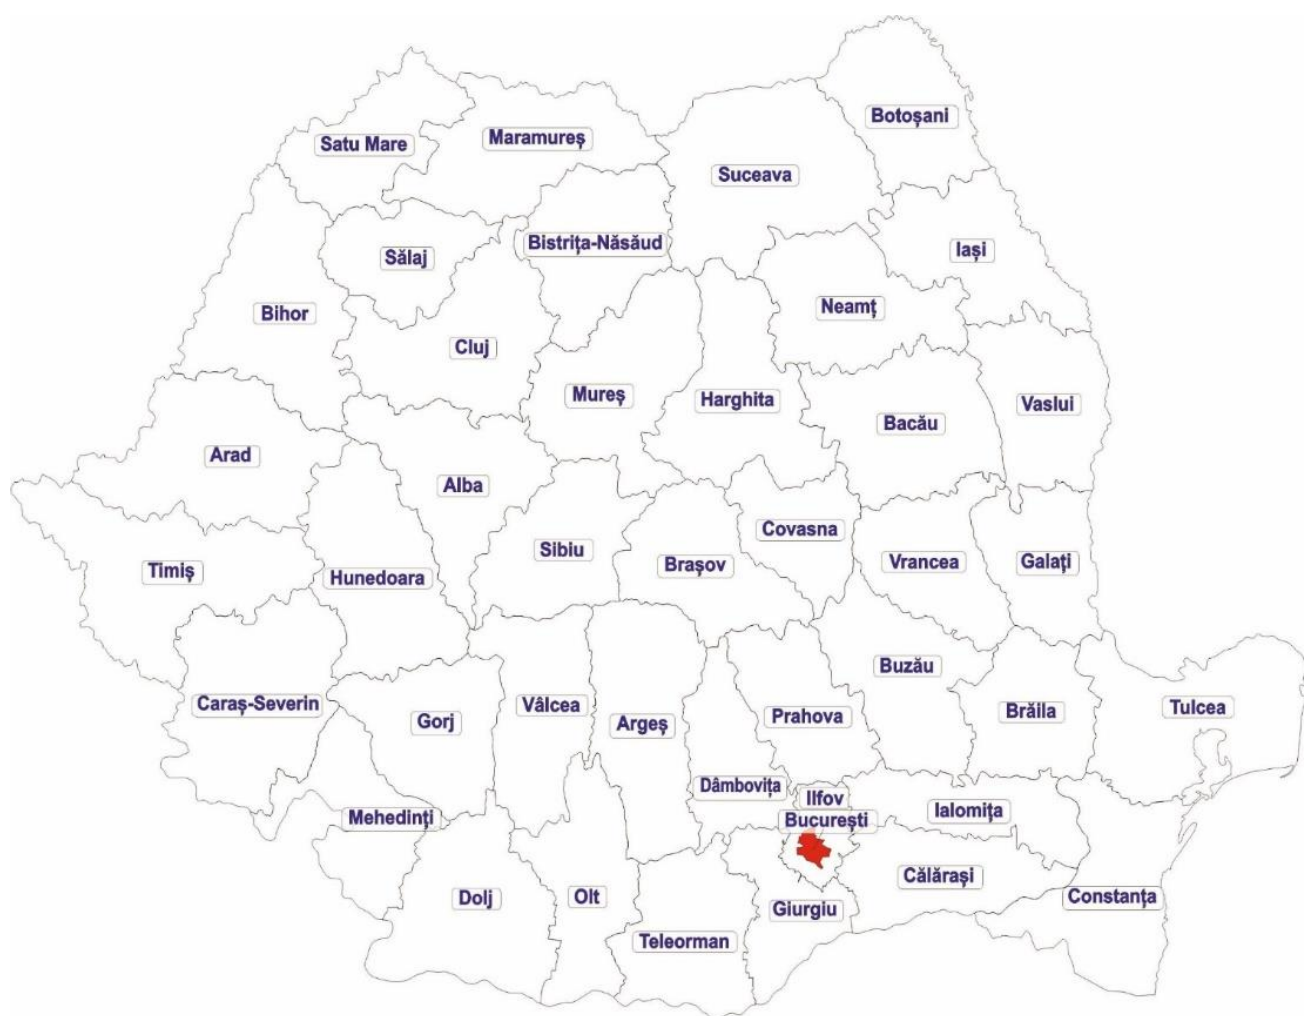 Botoșani
Satu Mare
Maramureș
Suceava
Bistrița-Năsăud
Iași
Sălaj
Bihor
Neamț
Cluj
Mureș
Harghita
Vaslui
Bacău
Arad
Alba
Covasna
Sibiu
Brașov
Vrancea
Galați
Timiș
Hunedoara
Buzău
Caraș-Severin
Vâlcea
Gorj
Argeș
Prahova
Brăila
Tulcea
Dâmbovița
Ilfov
Ialomița
Mehedinți
București
Călărași
Dolj
Olt
Constanța
Giurgiu
Teleorman